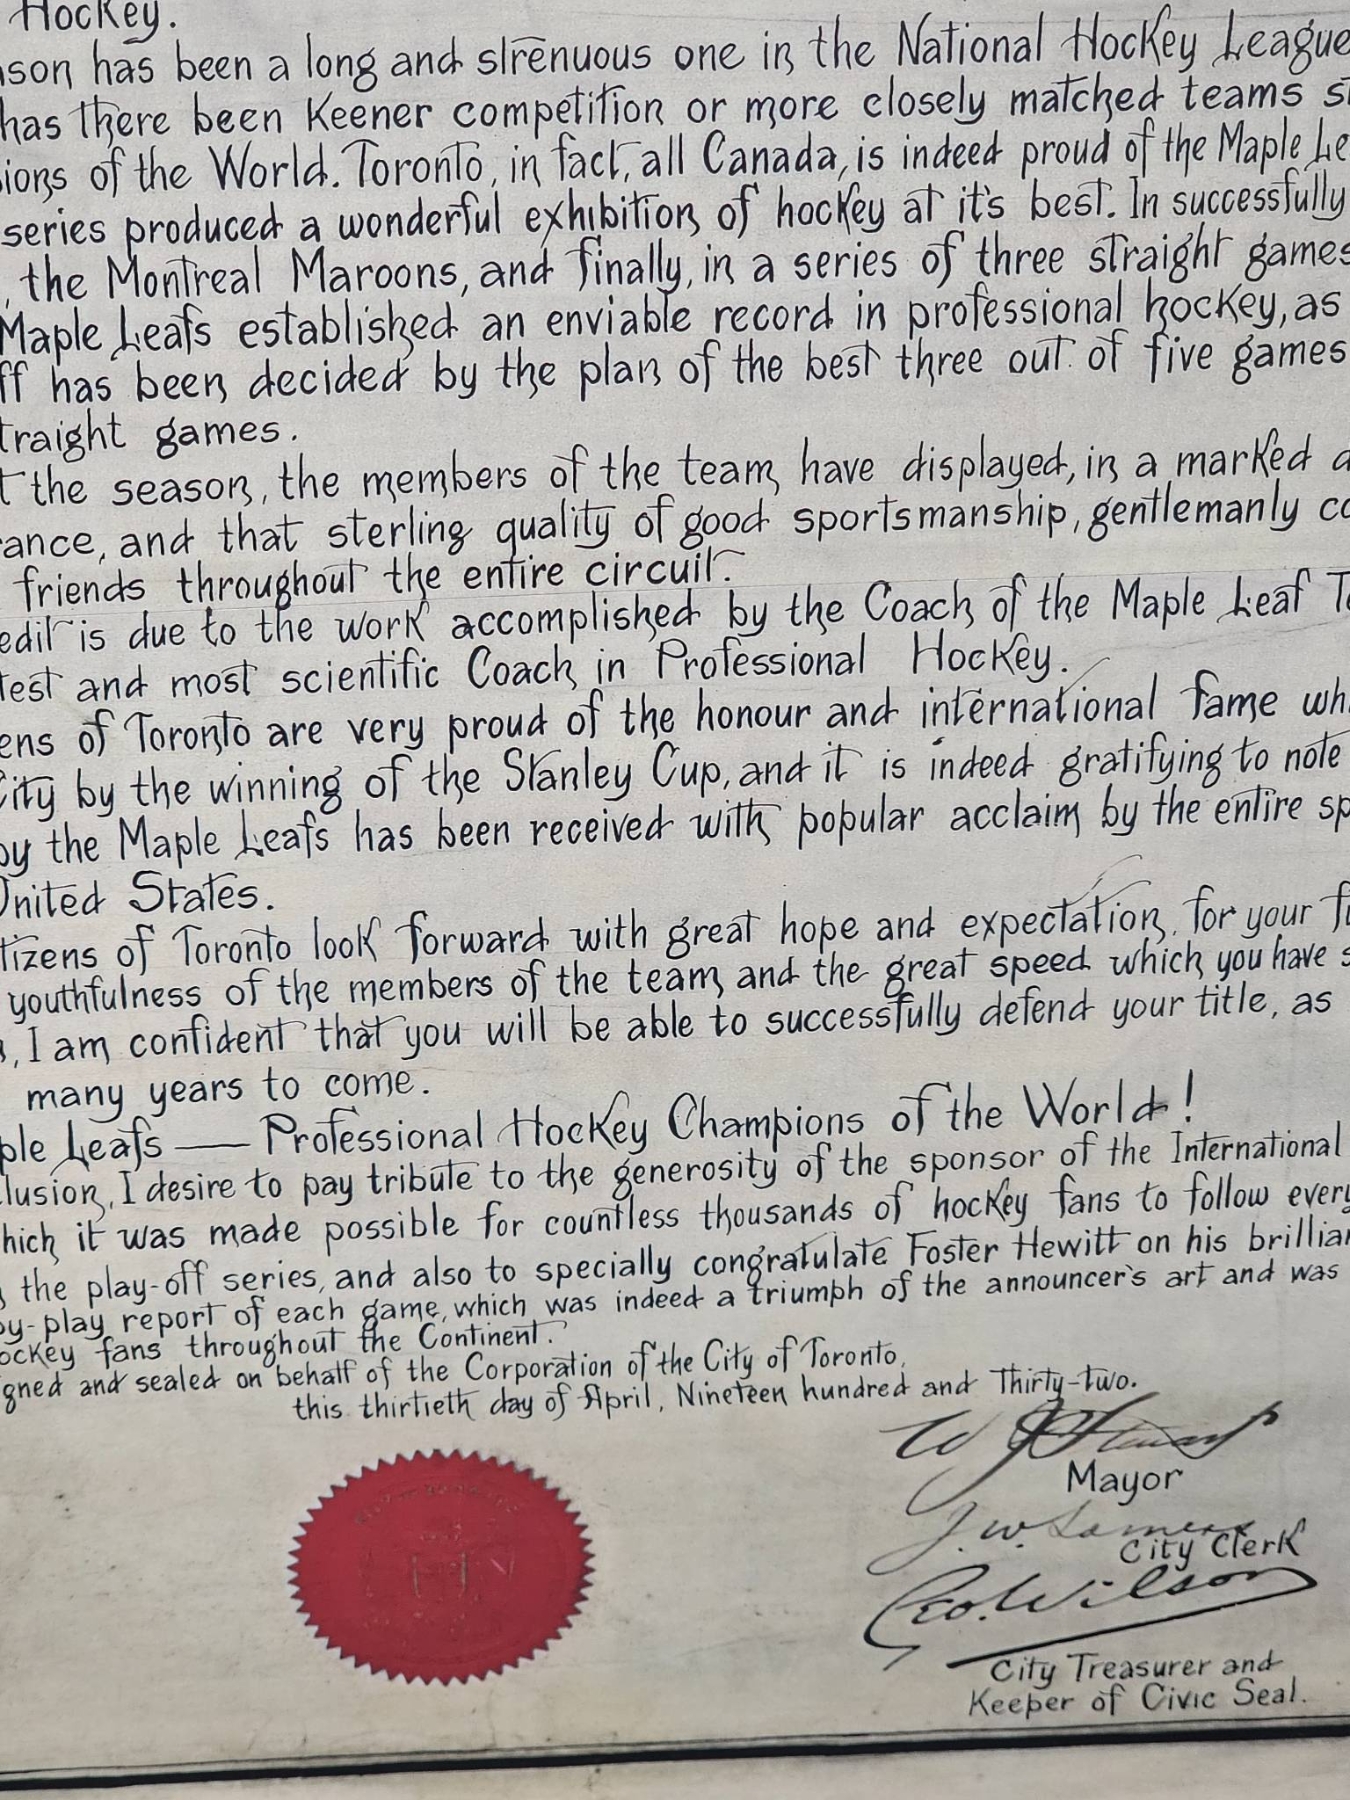 Hockey.
ason has been a long and strenuous one in the National Hockey League
has there been Keener competition or more closely matched teams st
ions of the World. Toronto, in fact, all Canada, is indeed proud of the Maple Le
series produced a wonderful exhibition of hockey at it's best. In successfully
, the Montreal Maroons, and finally, in a series of three straight games
Maple Leafs established an enviable record in professional hockey, as
ff has been decided by the plan of the best three out of five games
traight games.
t the season, the members of the team have displayed, in a marked d
rance, and that sterling quality of good sportsmanship, gentlemanly co
friends throughout the entire circuit.
edit is due to the work accomplished by the Coach of the Maple Leaf Te
test and most scientific Coach in Professional Hockey.
ens of Toronto are very proud of the honour and international fame whi
City by the winning of the Stanley Cup, and it is indeed gratifying to note
by the Maple Leafs has been received with popular acclaim by the entire sp
United States.
tizens of Toronto look forward with great hope and expectation, for your fu
youthfulness of the members of the team and the great speed which you have s
, I am confident that you will be able to successfully defend your title, as
many years to come.
ple Leafs — Professional Hockey Champions of the World!
lusion, I desire to pay tribute to the generosity of the sponsor of the International
hich it was made possible for countless thousands of hockey fans to follow every
the play-off series, and also to specially congratulate Foster Hewitt on his brillian
by-play report of each game, which was indeed a triumph of the announcer's art and was
ockey fans throughout the Continent.
igned and sealed on behalf of the Corporation of the City of Toronto,
this thirtieth day of April, Nineteen hundred and Thirty-two.
W J Stewart
Mayor
J. W. Somers
City Clerk
Geo. Wilson
City Treasurer and
Keeper of Civic Seal.